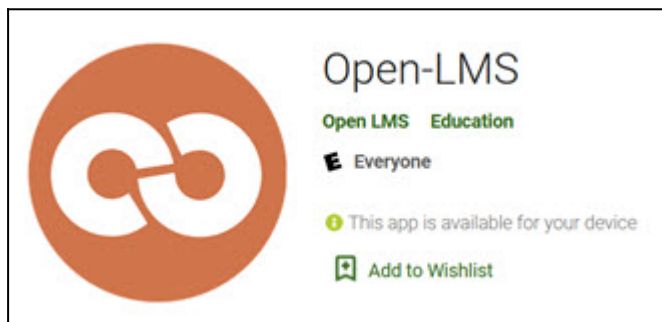 Open-LMS
Open LMS Education
E Everyone
This app is available for your device
Add to Wishlist